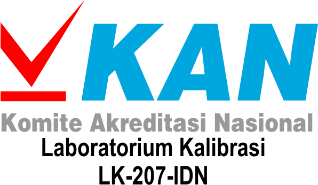 KAN
Komite Akreditasi Nasional
Laboratorium Kalibrasi
LK-207-IDN